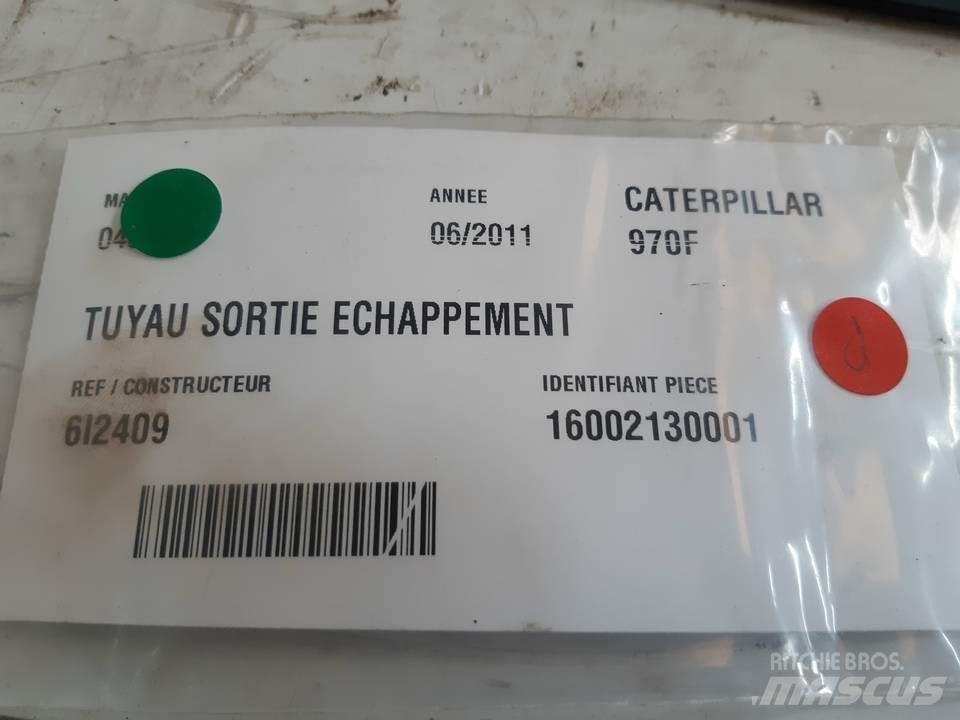 ANNEE
CATERPILLAR
06/2011
970F
TUYAU SORTIE ECHAPPEMENT
REF / CONSTRUCTEUR
IDENTIFIANT PIECE
6I2409
16002130001
RITCHIE BROS.
MASCUS